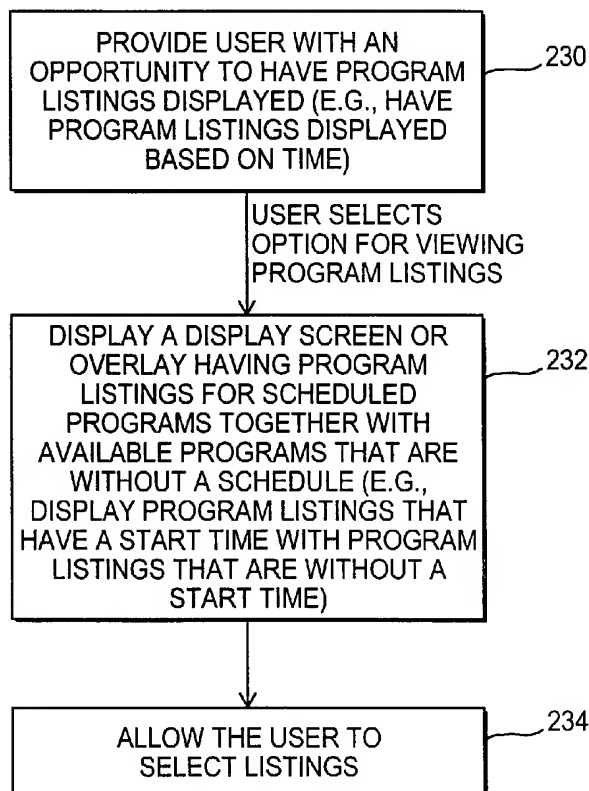 PROVIDE USER WITH AN
OPPORTUNITY TO HAVE PROGRAM
LISTINGS DISPLAYED (E.G., HAVE
PROGRAM LISTINGS DISPLAYED
BASED ON TIME)
230
USER SELECTS
OPTION FOR VIEWING
PROGRAM LISTINGS
DISPLAY A DISPLAY SCREEN OR
OVERLAY HAVING PROGRAM
LISTINGS FOR SCHEDULED
PROGRAMS TOGETHER WITH
AVAILABLE PROGRAMS THAT ARE
WITHOUT A SCHEDULE (E.G.,
DISPLAY PROGRAM LISTINGS THAT
HAVE A START TIME WITH PROGRAM
LISTINGS THAT ARE WITHOUT A
START TIME)
232
ALLOW THE USER TO
SELECT LISTINGS
234